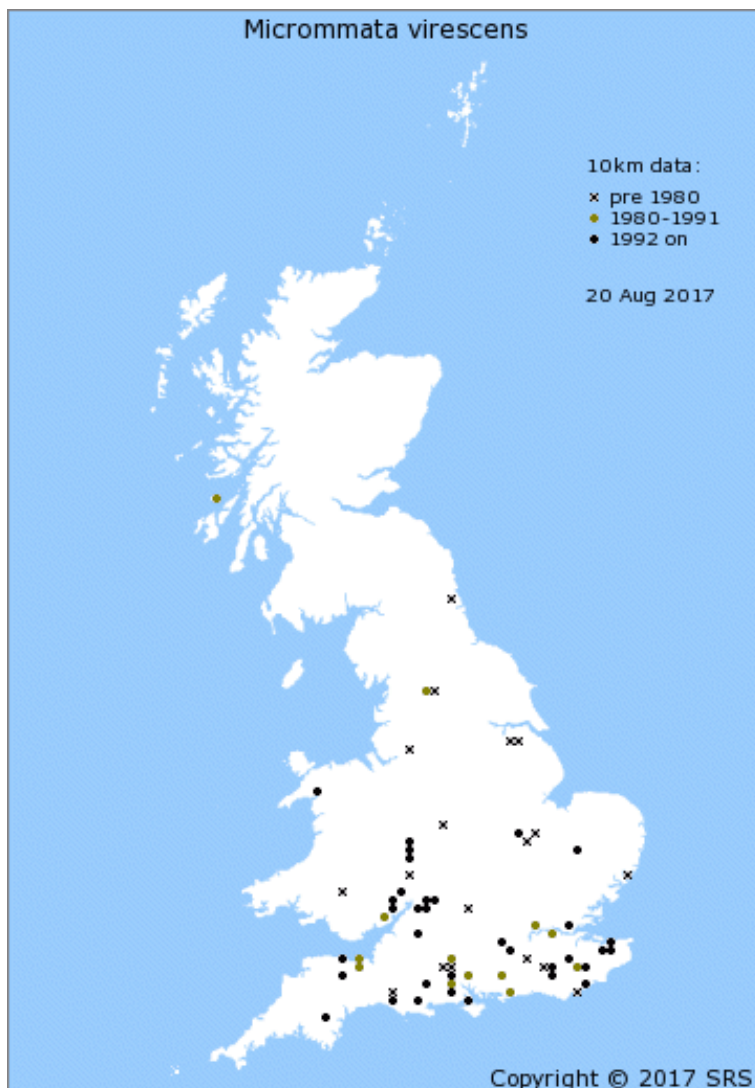 Micrommata virescens
10km data:
pre 1980
1980-1991
1992 on
20 Aug 2017
Copyright © 2017 SRS